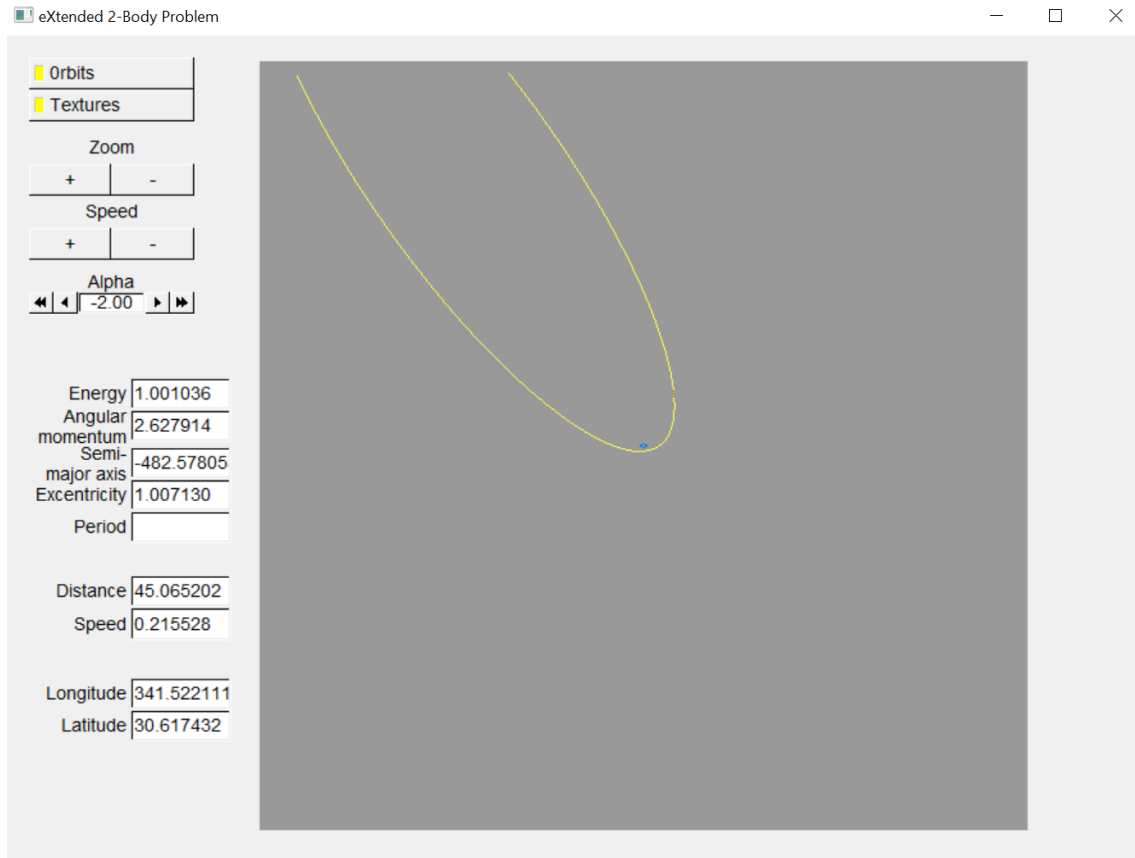 eXtended 2-Body Problem
0rbits
Textures
Zoom
+ -
Speed
+ -
Alpha
-2.00
Energy 1.001036
Angular
momentum 2.627914
Semi-
major axis -482.57805
Excentricity 1.007130
Period
Distance 45.065202
Speed 0.215528
Longitude 341.522111
Latitude 30.617432